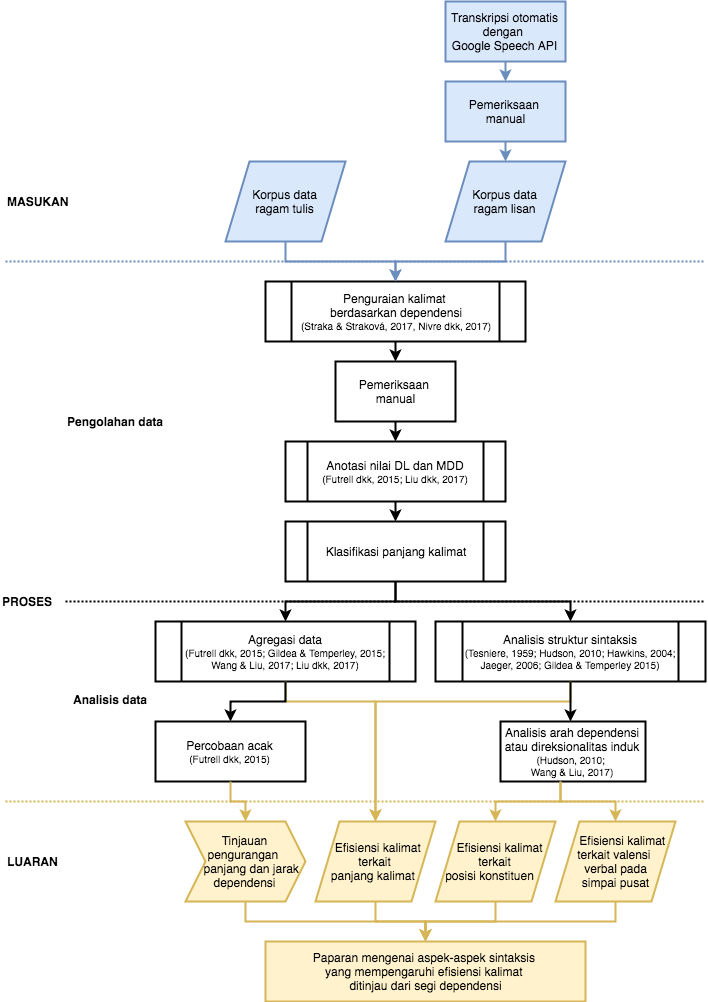 Transkripsi otomatis
dengan
Google Speech API
Pemeriksaan
manual
MASUKAN
Korpus data
ragam tulis
Korpus data
ragam lisan
Penguraian kalimat
berdasarkan dependensi
(Straka & Straková, 2017, Nivre dkk, 2017)
Pemeriksaan
manual
Pengolahan data
Anotasi nilai DL dan MDD
(Futrell dkk, 2015; Liu dkk, 2017)
Klasifikasi panjang kalimat
PROSES
Agregasi data
(Futrell dkk, 2015; Gildea & Temperley, 2015;
Wang & Liu, 2017; Liu dkk, 2017)
Analisis struktur sintaksis
(Tesniere, 1959; Hudson, 2010; Hawkins, 2004;
Jaeger, 2006; Gildea & Temperley 2015)
Analisis data
Percobaan acak
(Futrell dkk, 2015)
Analisis arah dependensi
atau direksionalitas induk
(Hudson, 2010;
Wang & Liu, 2017)
LUARAN
Tinjauan
pengurangan
panjang dan jarak
dependensi
Efisiensi kalimat
terkait
panjang kalimat
Efisiensi kalimat
terkait
posisi konstituen
Efisiensi kalimat
terkait valensi
verbal pada
simpai pusat
Paparan mengenai aspek-aspek sintaksis
yang mempengaruhi efisiensi kalimat
ditinjau dari segi dependensi